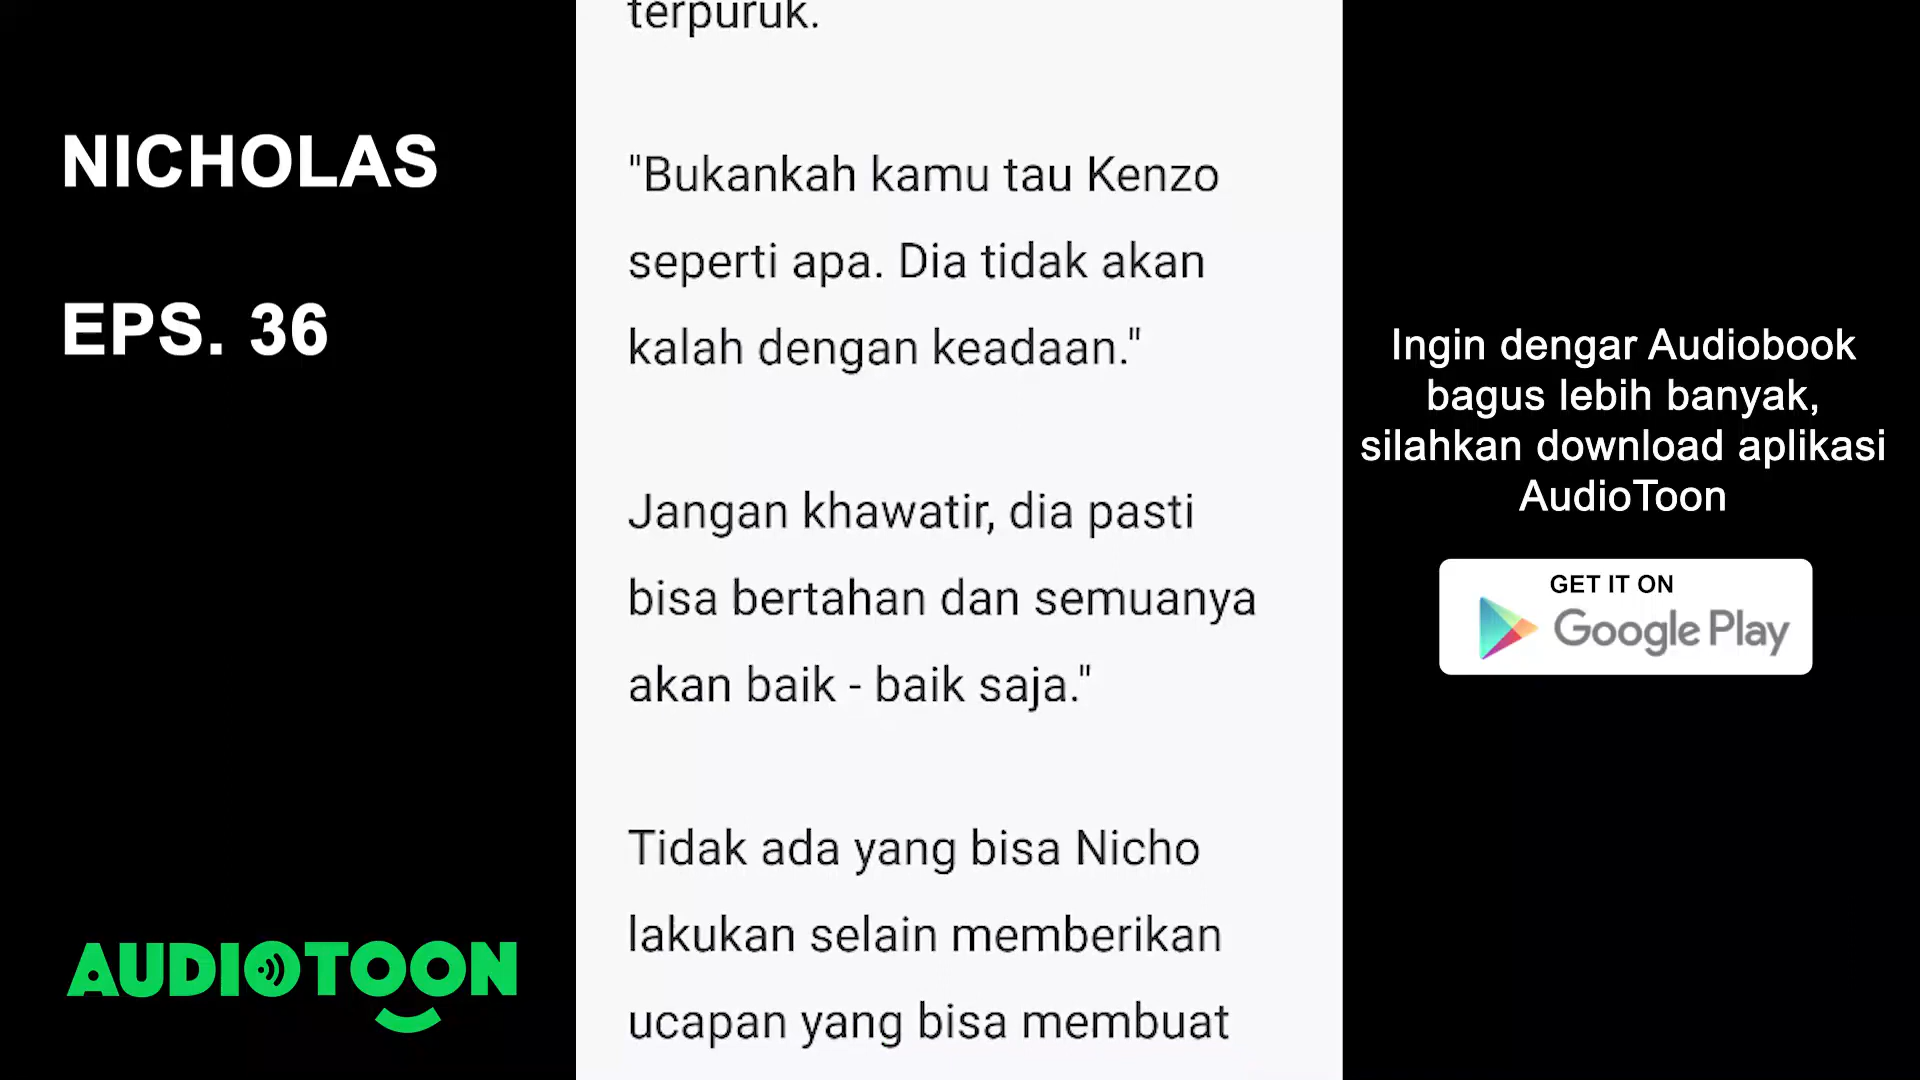 NICHOLAS
EPS. 36
AUDIOTOON
terpuruk.
"Bukankah kamu tau Kenzo
seperti apa. Dia tidak akan
kalah dengan keadaan."
Jangan khawatir, dia pasti
bisa bertahan dan semuanya
akan baik - baik saja."
Tidak ada yang bisa Nicho
lakukan selain memberikan
ucapan yang bisa membuat
Ingin dengar Audiobook
bagus lebih banyak,
silahkan download aplikasi
AudioToon
GET IT ON
Google Play